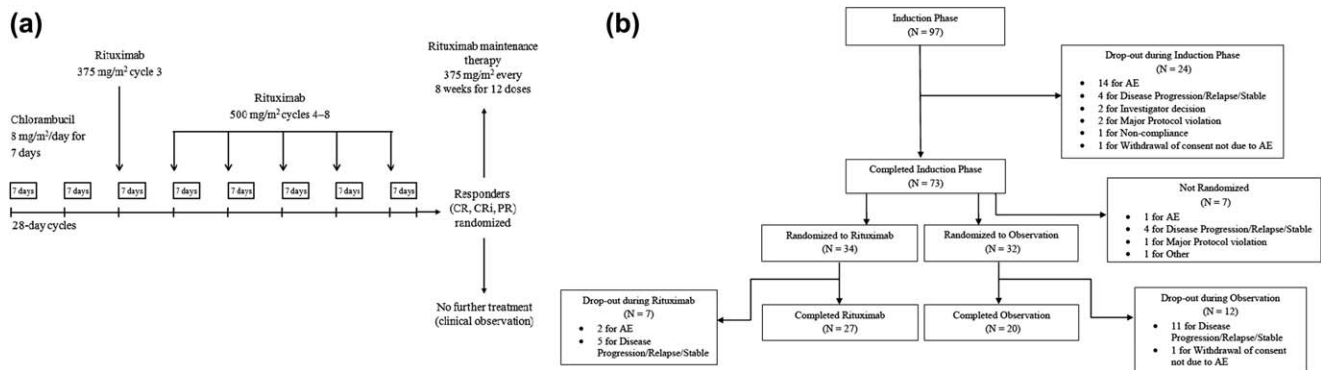 (a)
Rituximab
375 mg/m² cycle 3
Rituximab
500 mg/m² cycles 4–8
Chlorambucil
8 mg/m²/day for
7 days
7 days
7 days
7 days
7 days
7 days
7 days
7 days
7 days
28-day cycles
Rituximab maintenance
therapy
375 mg/m² every
8 weeks for 12 doses
Responders
(CR, CRi, PR)
randomized
No further treatment
(clinical observation)
(b)
Induction Phase
(N = 97)
Drop-out during Induction Phase
(N = 24)
• 14 for AE
• 4 for Disease Progression/Relapse/Stable
• 2 for Investigator decision
• 2 for Major Protocol violation
• 1 for Non-compliance
• 1 for Withdrawal of consent not due to AE
Completed Induction Phase
(N = 73)
Not Randomized
(N = 7)
• 1 for AE
• 4 for Disease Progression/Relapse/Stable
• 1 for Major Protocol violation
• 1 for Other
Randomized to Rituximab
(N = 34)
Randomized to Observation
(N = 32)
Drop-out during Rituximab
(N = 7)
• 2 for AE
• 5 for Disease
Progression/Relapse/Stable
Completed Rituximab
(N = 27)
Completed Observation
(N = 20)
Drop-out during Observation
(N = 12)
• 11 for Disease
Progression/Relapse/Stable
• 1 for Withdrawal of consent
not due to AE